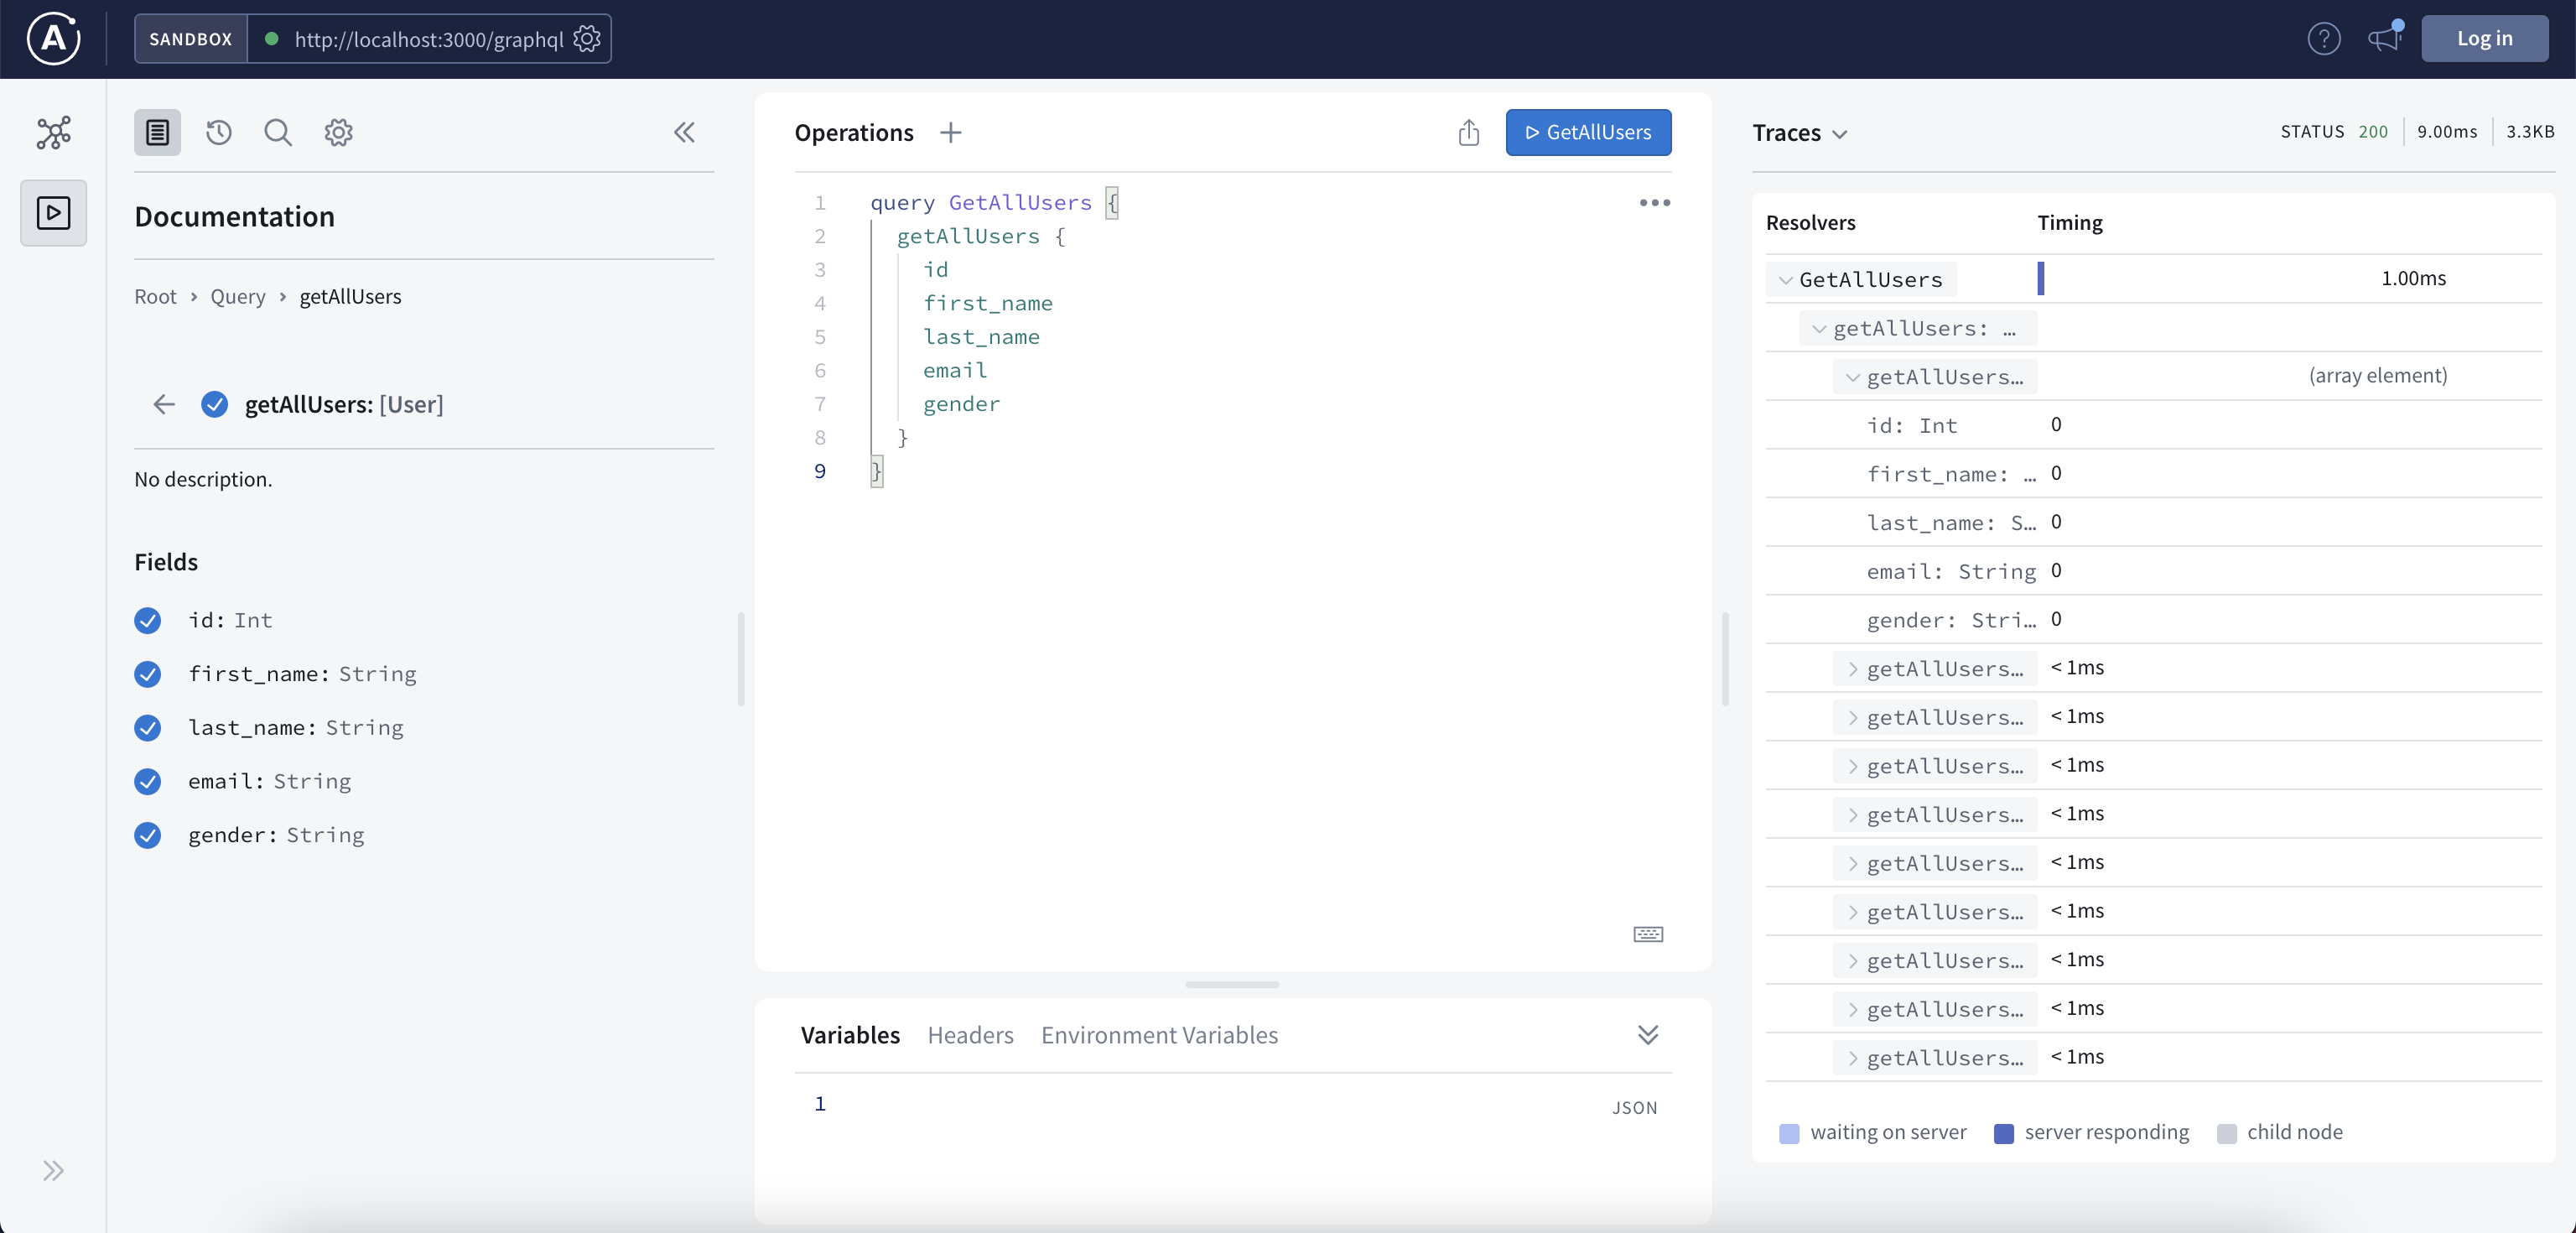 SANDBOX http://localhost:3000/graphql
Log in
Documentation
Root › Query › getAllUsers
getAllUsers: [User]
No description.
Fields
id: Int
first_name: String
last_name: String
email: String
gender: String
Operations
GetAllUsers
1 query GetAllUsers {
2 getAllUsers {
3 id
4 first_name
5 last_name
6 email
7 gender
8 }
9 }
Variables Headers Environment Variables
1
JSON
Traces STATUS 200 9.00ms 3.3KB
Resolvers Timing
GetAllUsers 1.00ms
getAllUsers: …
getAllUsers… (array element)
id: Int 0
first_name: … 0
last_name: S… 0
email: String 0
gender: Stri… 0
getAllUsers… < 1ms
getAllUsers… < 1ms
getAllUsers… < 1ms
getAllUsers… < 1ms
getAllUsers… < 1ms
getAllUsers… < 1ms
getAllUsers… < 1ms
getAllUsers… < 1ms
getAllUsers… < 1ms
waiting on server server responding child node